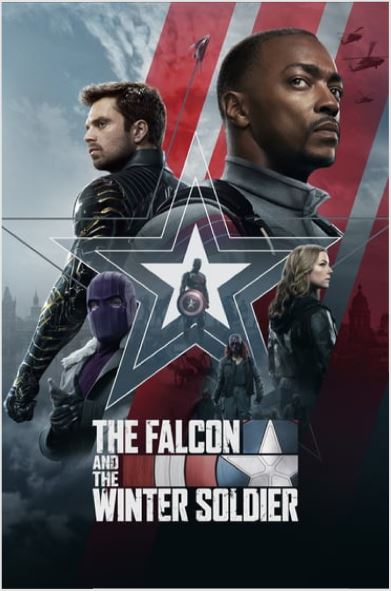 THE FALCON
AND
THE
WINTER SOLDIER